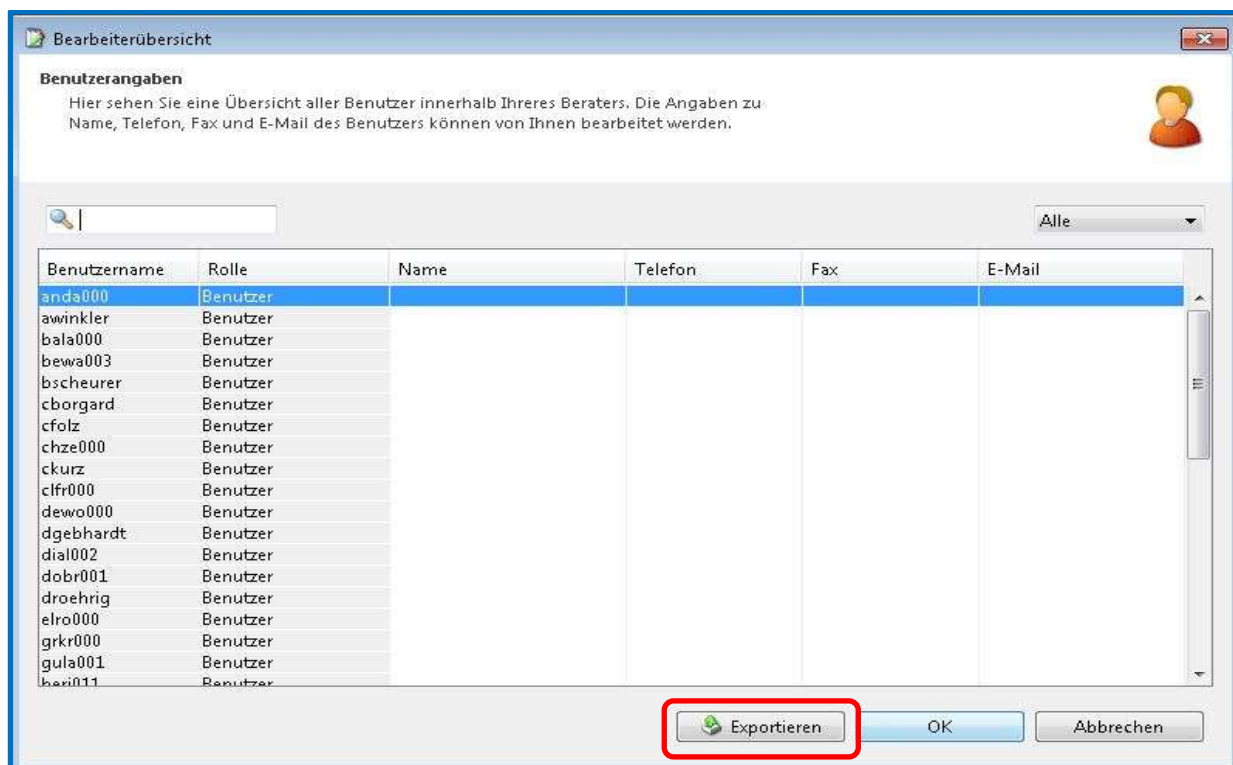 Bearbeiterübersicht
Benutzerangaben
Hier sehen Sie eine Übersicht aller Benutzer innerhalb Ihreres Beraters. Die Angaben zu
Name, Telefon, Fax und E-Mail des Benutzers können von Ihnen bearbeitet werden.
Alle
Benutzername Rolle Name Telefon Fax E-Mail
anda000 Benutzer
awinkler Benutzer
bala000 Benutzer
bewa003 Benutzer
bscheurer Benutzer
cborgard Benutzer
cfolz Benutzer
chze000 Benutzer
ckurz Benutzer
clfr000 Benutzer
dewo000 Benutzer
dgebhardt Benutzer
dial002 Benutzer
dobr001 Benutzer
droehrig Benutzer
elro000 Benutzer
grkr000 Benutzer
gula001 Benutzer
Benutzer
Exportieren OK Abbrechen